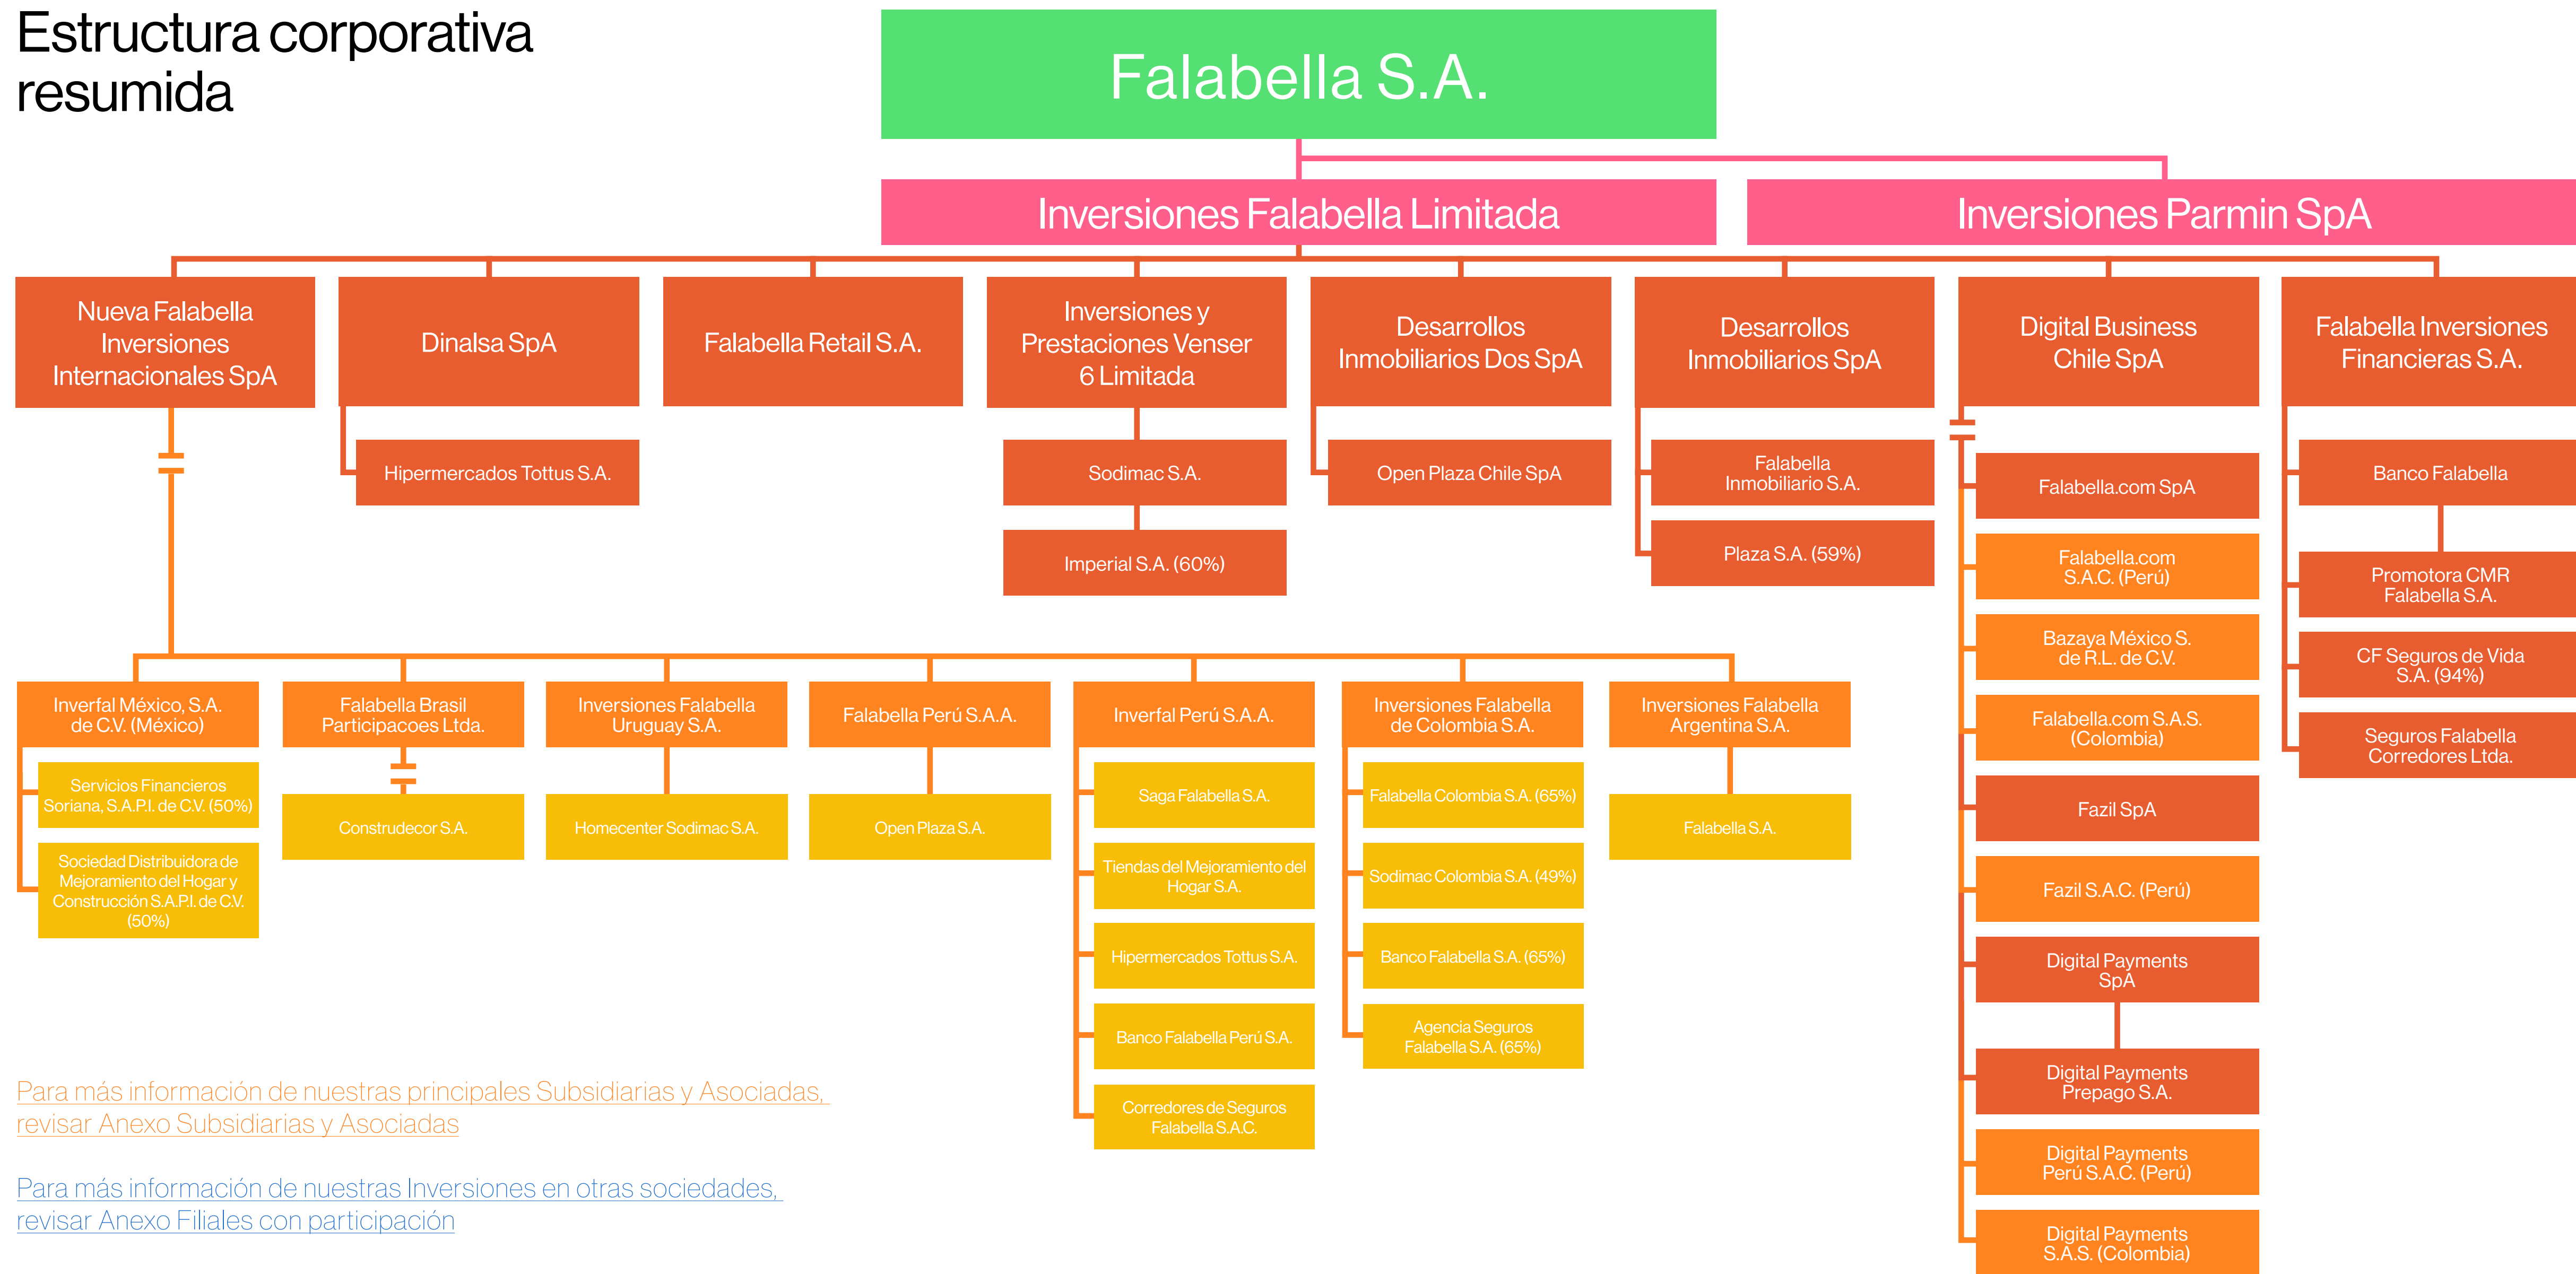 Estructura corporativa
resumida
Falabella S.A.
Inversiones Falabella Limitada
Inversiones Parmin SpA
Nueva Falabella
Inversiones
Internacionales SpA
Dinalsa SpA
Falabella Retail S.A.
Inversiones y
Prestaciones Venser
6 Limitada
Desarrollos
Inmobiliarios Dos SpA
Desarrollos
Inmobiliarios SpA
Digital Business
Chile SpA
Falabella Inversiones
Financieras S.A.
Hipermercados Tottus S.A.
Sodimac S.A.
Imperial S.A. (60%)
Open Plaza Chile SpA
Falabella
Inmobiliario S.A.
Plaza S.A. (59%)
Falabella.com SpA
Falabella.com
S.A.C. (Perú)
Bazaya México S.
de R.L. de C.V.
Falabella.com S.A.S.
(Colombia)
Fazil SpA
Fazil S.A.C. (Perú)
Digital Payments
SpA
Digital Payments
Prepago S.A.
Digital Payments
Perú S.A.C. (Perú)
Digital Payments
S.A.S. (Colombia)
Banco Falabella
Promotora CMR
Falabella S.A.
CF Seguros de Vida
S.A. (94%)
Seguros Falabella
Corredores Ltda.
Inverfal México, S.A.
de C.V. (México)
Servicios Financieros
Soriana, S.A.P.I. de C.V. (50%)
Sociedad Distribuidora de
Mejoramiento del Hogar y
Construcción S.A.P.I. de C.V.
(50%)
Falabella Brasil
Participacoes Ltda.
Construdecor S.A.
Inversiones Falabella
Uruguay S.A.
Homecenter Sodimac S.A.
Falabella Perú S.A.A.
Open Plaza S.A.
Inverfal Perú S.A.A.
Saga Falabella S.A.
Tiendas del Mejoramiento del
Hogar S.A.
Hipermercados Tottus S.A.
Banco Falabella Perú S.A.
Corredores de Seguros
Falabella S.A.C.
Inversiones Falabella
de Colombia S.A.
Falabella Colombia S.A. (65%)
Sodimac Colombia S.A. (49%)
Banco Falabella S.A. (65%)
Agencia Seguros
Falabella S.A. (65%)
Inversiones Falabella
Argentina S.A.
Falabella S.A.
Para más información de nuestras principales Subsidiarias y Asociadas,
revisar Anexo Subsidiarias y Asociadas
Para más información de nuestras Inversiones en otras sociedades,
revisar Anexo Filiales con participación